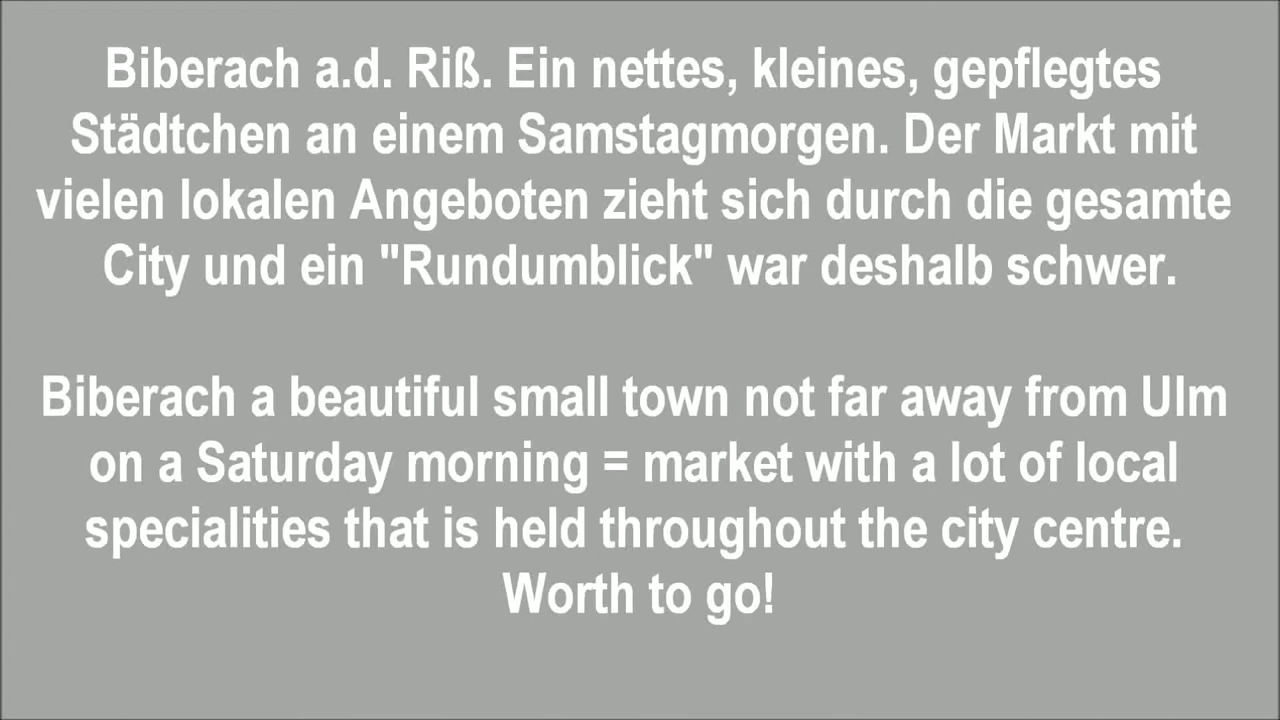 Biberach a.d. Riß. Ein nettes, kleines, gepflegtes
Städtchen an einem Samstagmorgen. Der Markt mit
vielen lokalen Angeboten zieht sich durch die gesamte
City und ein "Rundumblick" war deshalb schwer.
Biberach a beautiful small town not far away from Ulm
on a Saturday morning = market with a lot of local
specialities that is held throughout the city centre.
Worth to go!